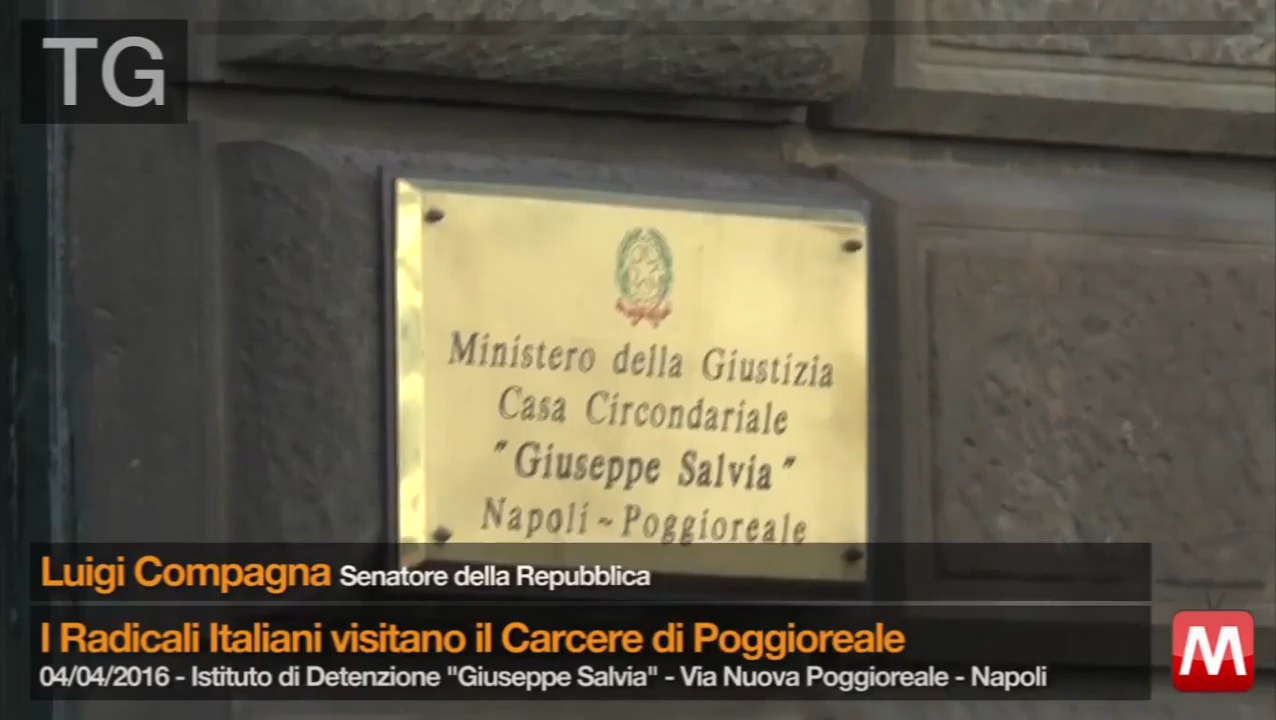 TG
Ministero della Giustizia
Casa Circondariale
"Giuseppe Salvia"
Napoli ~ Poggioreale
Luigi Compagna Senatore della Repubblica
I Radicali Italiani visitano il Carcere di Poggioreale
04/04/2016 - Istituto di Detenzione "Giuseppe Salvia" - Via Nuova Poggioreale - Napoli
M